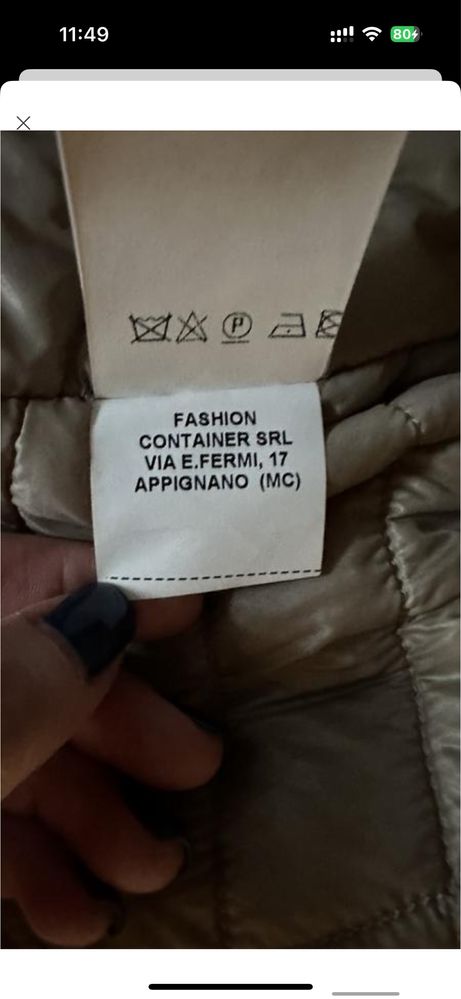 11:49
80
P
FASHION
CONTAINER SRL
VIA E.FERMI, 17
APPIGNANO (MC)